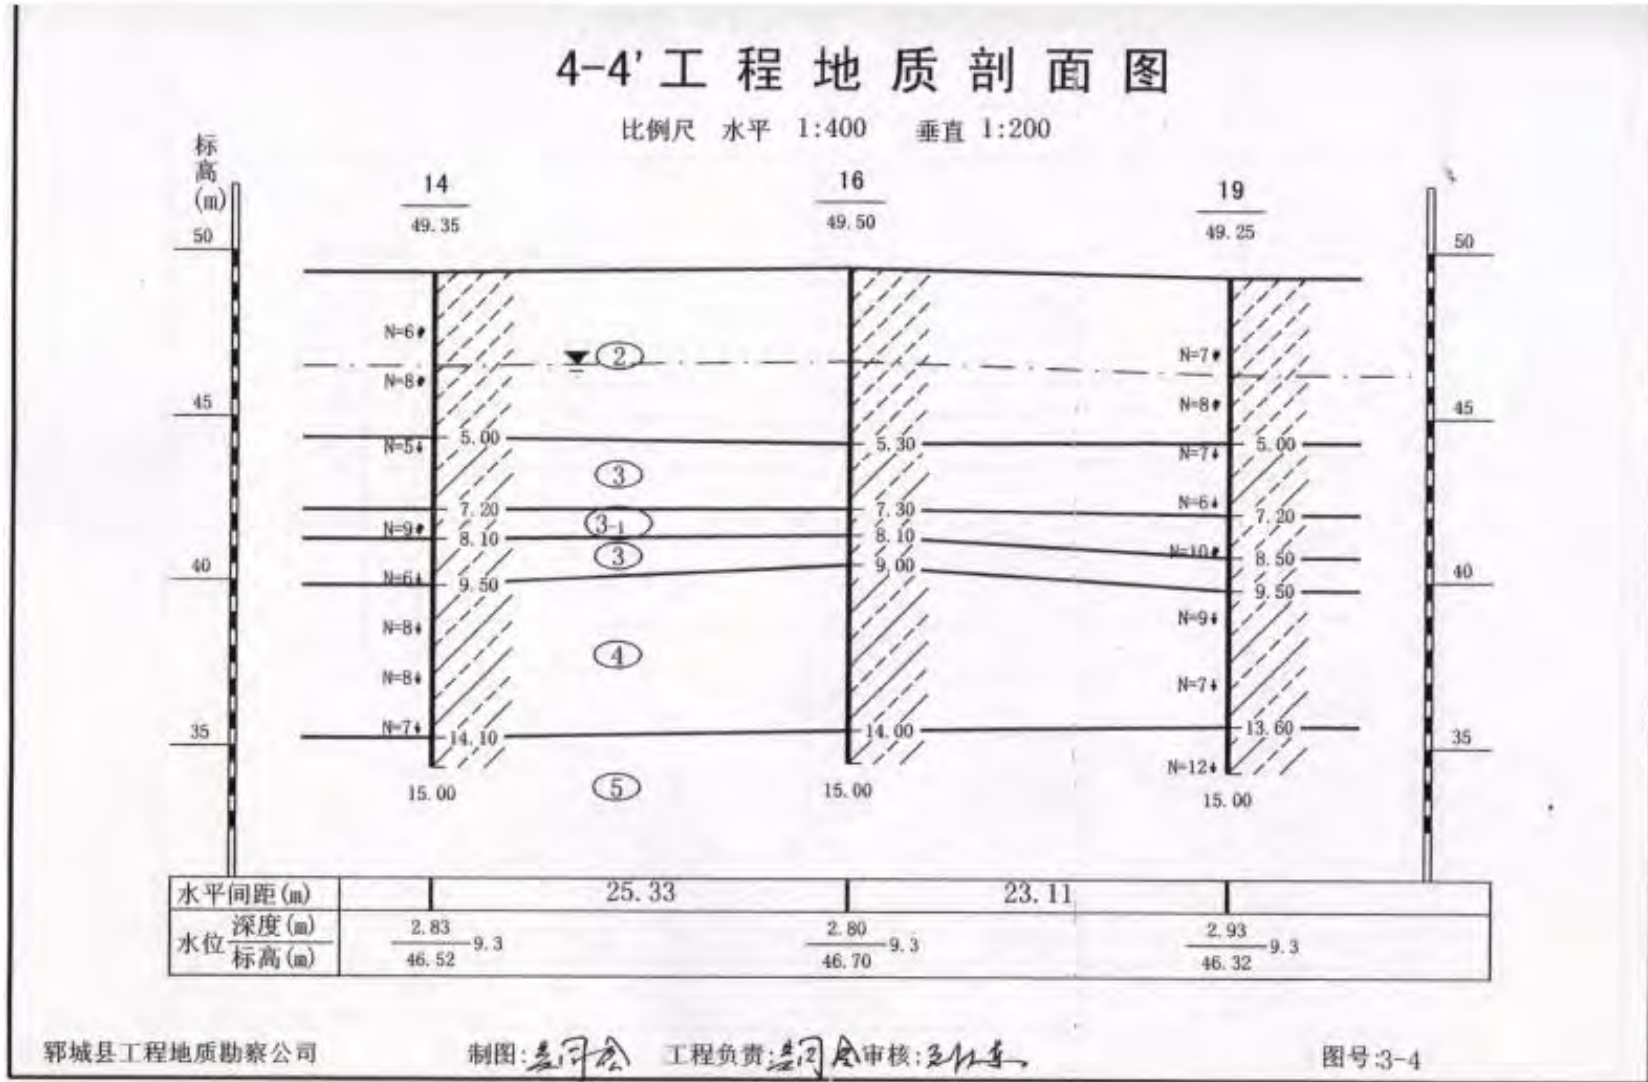 4-4'工程地质剖面图
比例尺 水平 1:400 垂直 1:200
标高(m)
14
49.35
16
49.50
19
49.25
50
50
N=6
N=7
②
N=8
N=8
45
45
5.00
5.30
5.00
N=5
N=7
③
N=6
7.20
7.30
7.20
3-1
N=9
8.10
8.10
N=10
8.50
③
40
9.00
40
N=6
9.50
9.50
N=8
N=9
④
N=8
N=7
35
N=7
14.10
14.00
13.60
35
N=12
15.00
⑤
15.00
15.00
水平间距(m) 25.33 23.11
水位 深度(m) 2.83 2.80 2.93
9.3 9.3 9.3
标高(m) 46.52 46.70 46.32
郓城县工程地质勘察公司 制图: 工程负责: 审核: 图号:3-4